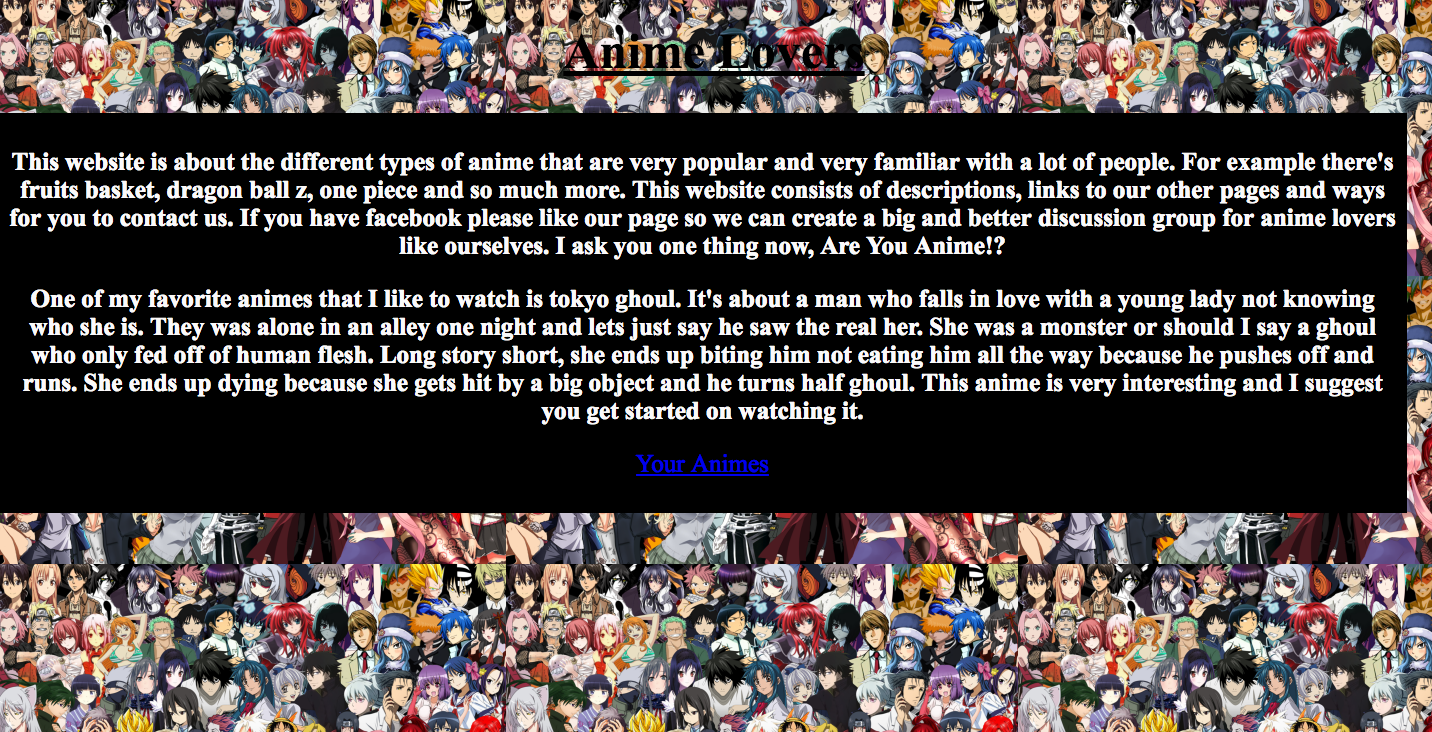 Anime Lovers
This website is about the different types of anime that are very popular and very familiar with a lot of people. For example there's
fruits basket, dragon ball z, one piece and so much more. This website consists of descriptions, links to our other pages and ways
for you to contact us. If you have facebook please like our page so we can create a big and better discussion group for anime lovers
like ourselves. I ask you one thing now, Are You Anime!?
One of my favorite animes that I like to watch is tokyo ghoul. It's about a man who falls in love with a young lady not knowing
who she is. They was alone in an alley one night and lets just say he saw the real her. She was a monster or should I say a ghoul
who only fed off of human flesh. Long story short, she ends up biting him not eating him all the way because he pushes off and
runs. She ends up dying because she gets hit by a big object and he turns half ghoul. This anime is very interesting and I suggest
you get started on watching it.
Your Animes